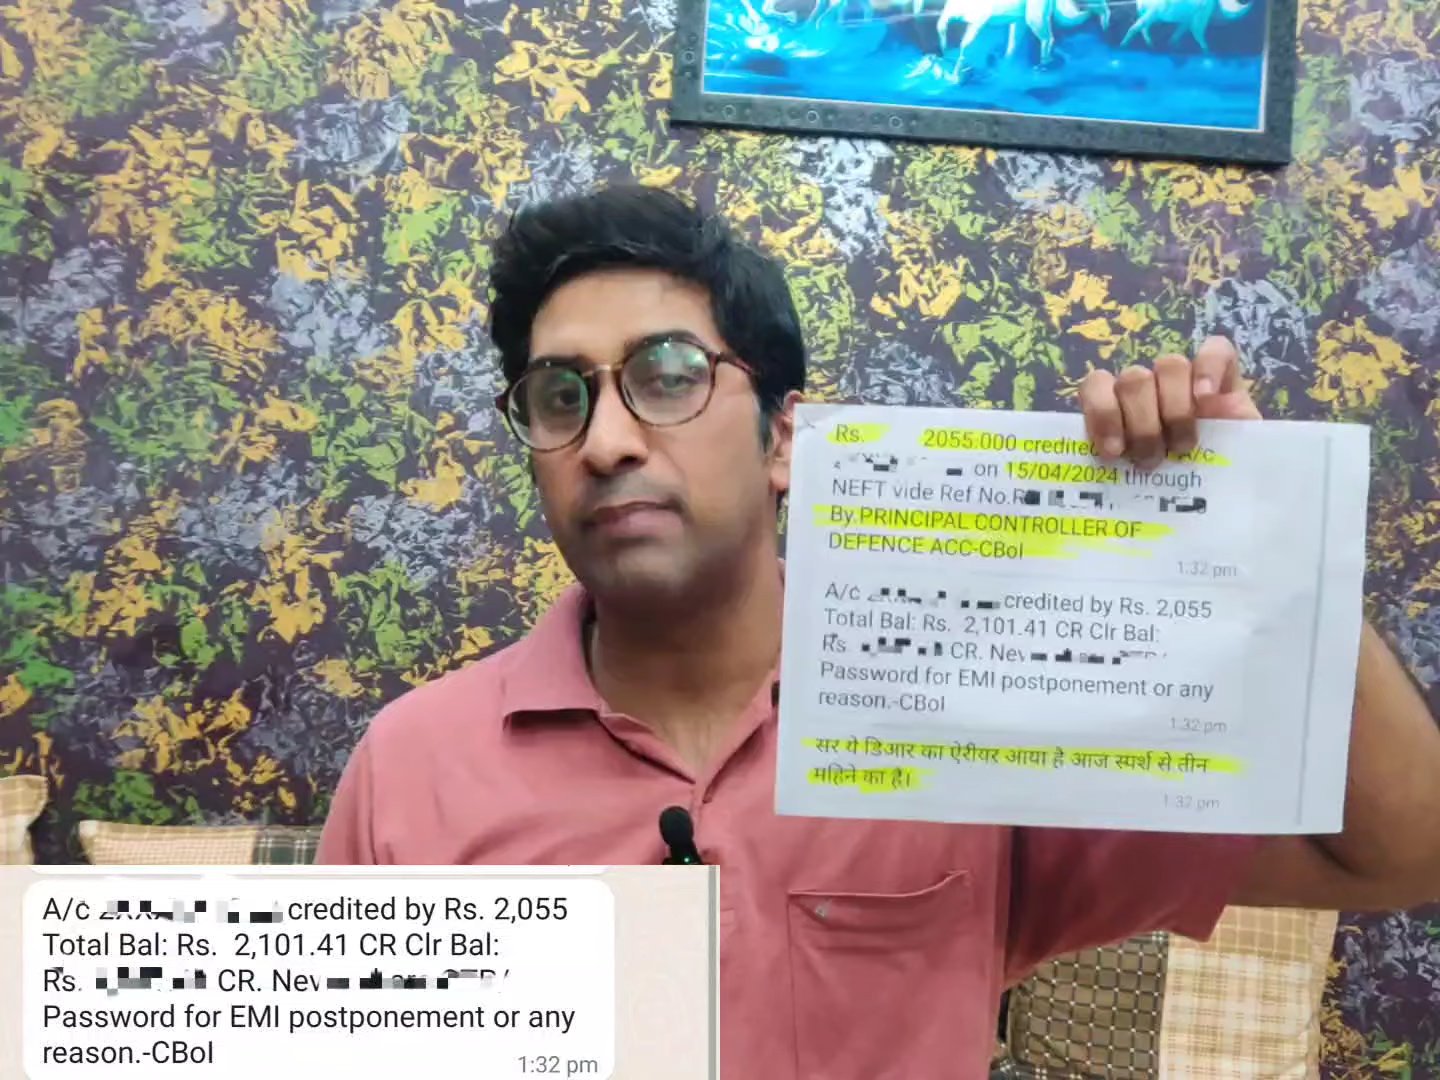 Rs. 2055.000 credited A/c
on 15/04/2024 through
NEFT vide Ref No.R
By.PRINCIPAL CONTROLLER OF
DEFENCE ACC-CBoI
1:32 pm
A/c credited by Rs. 2,055
Total Bal: Rs. 2,101.41 CR Clr Bal:
Rs. CR. Nev
Password for EMI postponement or any
reason.-CBoI
1:32 pm
सर ये डिआर का ऐरीयर आया है आज स्पर्श से तीन
महिने का है।
1:32 pm
A/c credited by Rs. 2,055
Total Bal: Rs. 2,101.41 CR Clr Bal:
Rs. CR. Nev
Password for EMI postponement or any
reason.-CBoI
1:32 pm